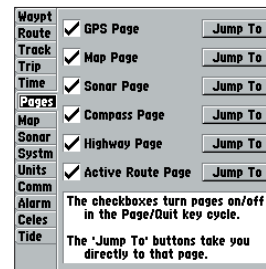 Waypt
Route
Track
Trip
Time
Pages
Map
Sonar
Systm
Units
Comm
Alarm
Celes
Tide
GPS Page Jump To
Map Page Jump To
Sonar Page Jump To
Compass Page Jump To
Highway Page Jump To
Active Route Page Jump To
The checkboxes turn pages on/off
in the Page/Quit key cycle.
The 'Jump To' buttons take you
directly to that page.